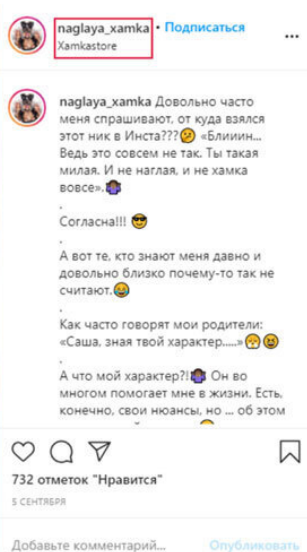 naglaya_xamka • Подписаться
Xamkastore
naglaya_xamka Довольно часто
меня спрашивают, от куда взялся
этот ник в Инста???🤔 «Блииин...
Ведь это совсем не так. Ты такая
милая. И не наглая, и не хамка
вовсе».🤷🏾‍♀️
.
Согласна!!! 😎
.
А вот те, кто знают меня давно и
довольно близко почему-то так не
считают.😂
.
Как часто говорят мои родители:
«Саша, зная твой характер.....»😤😆
.
А что мой характер?!🤷🏾‍♀️ Он во
многом помогает мне в жизни. Есть,
конечно, свои нюансы, но ... об этом
732 отметок "Нравится"
5 СЕНТЯБРЯ
Добавьте комментарий...
Опубликовать